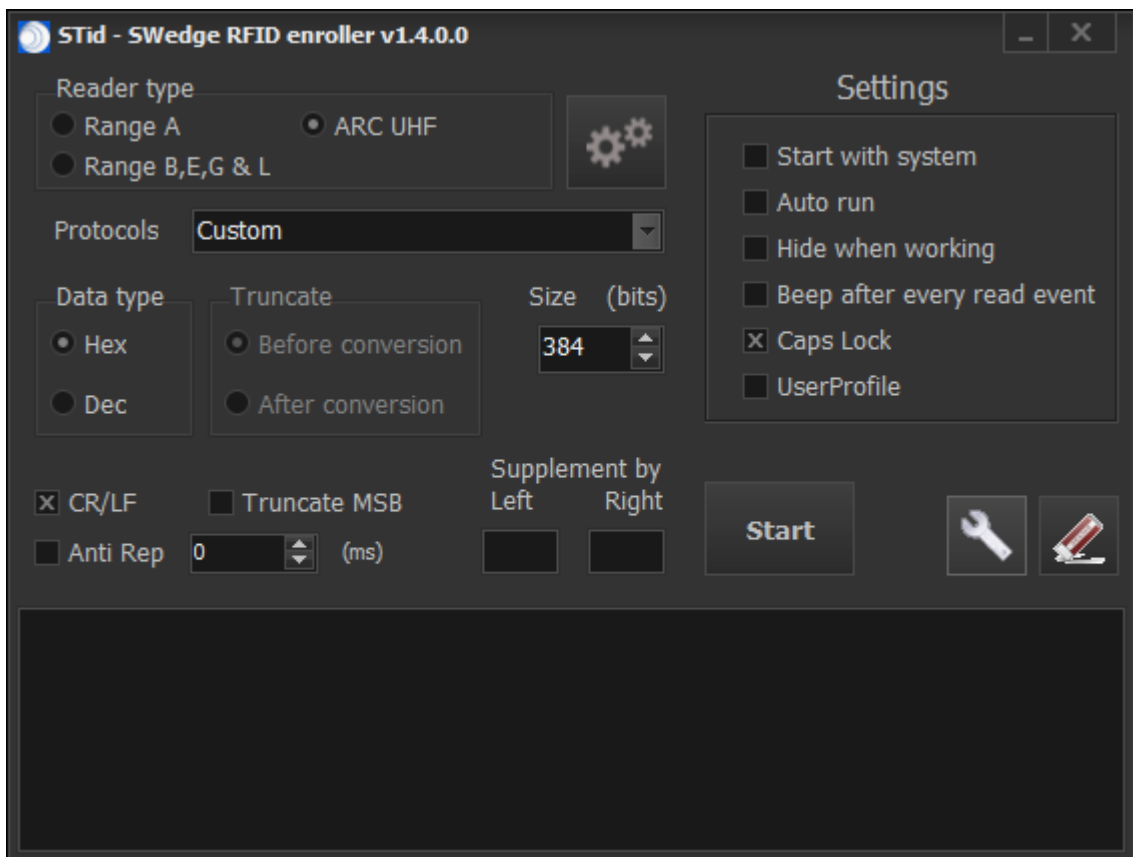 STid - SWedge RFID enroller v1.4.0.0
Reader type
Range A
ARC UHF
Range B,E,G & L
Settings
Start with system
Auto run
Hide when working
Beep after every read event
Caps Lock
UserProfile
Protocols
Custom
Data type
Hex
Dec
Truncate
Before conversion
After conversion
Size (bits)
384
CR/LF
Truncate MSB
Anti Rep
0
(ms)
Supplement by
Left Right
Start